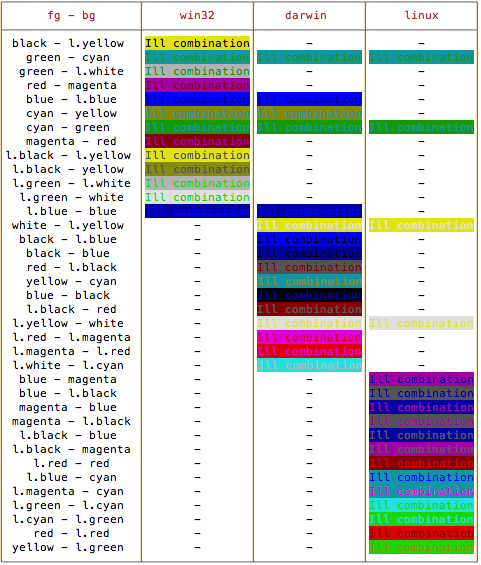 fg - bg win32 darwin linux
black - l.yellow Ill combination - -
green - cyan Ill combination Ill combination Ill combination
green - l.white Ill combination - -
red - magenta Ill combination - -
blue - l.blue Ill combination Ill combination -
cyan - yellow Ill combination Ill combination -
cyan - green Ill combination Ill combination Ill combination
magenta - red Ill combination - -
l.black - l.yellow Ill combination - -
l.black - yellow Ill combination - -
l.green - l.white Ill combination - -
l.green - white Ill combination - -
l.blue - blue Ill combination Ill combination -
white - l.yellow - Ill combination Ill combination
black - l.blue - Ill combination -
black - blue - Ill combination -
red - l.black - Ill combination -
yellow - cyan - Ill combination -
blue - black - Ill combination -
l.black - red - Ill combination -
l.yellow - white - Ill combination Ill combination
l.red - l.magenta - Ill combination -
l.magenta - l.red - Ill combination -
l.white - l.cyan - Ill combination -
blue - magenta - - Ill combination
blue - l.black - - Ill combination
magenta - blue - - Ill combination
magenta - l.black - - Ill combination
l.black - blue - - Ill combination
l.black - magenta - - Ill combination
l.red - red - - Ill combination
l.blue - cyan - - Ill combination
l.magenta - cyan - - Ill combination
l.green - l.cyan - - Ill combination
l.cyan - l.green - - Ill combination
red - l.red - - Ill combination
yellow - l.green - - Ill combination